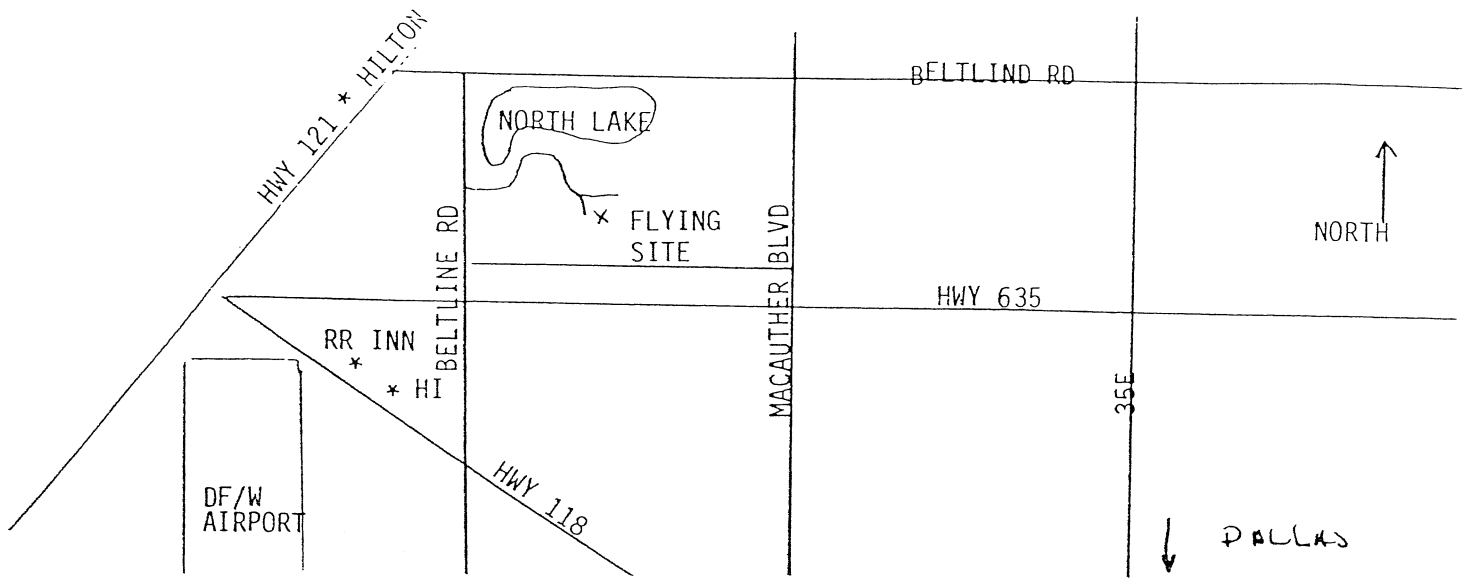 HWY 121 * HILTON
BELTLIND RD
NORTH LAKE
NORTH
× FLYING
SITE
BELTLINE RD
MACAUTHER BLVD
HWY 635
RR INN
*
* HI
35E
HWY 118
DF/W
AIRPORT
DALLAS